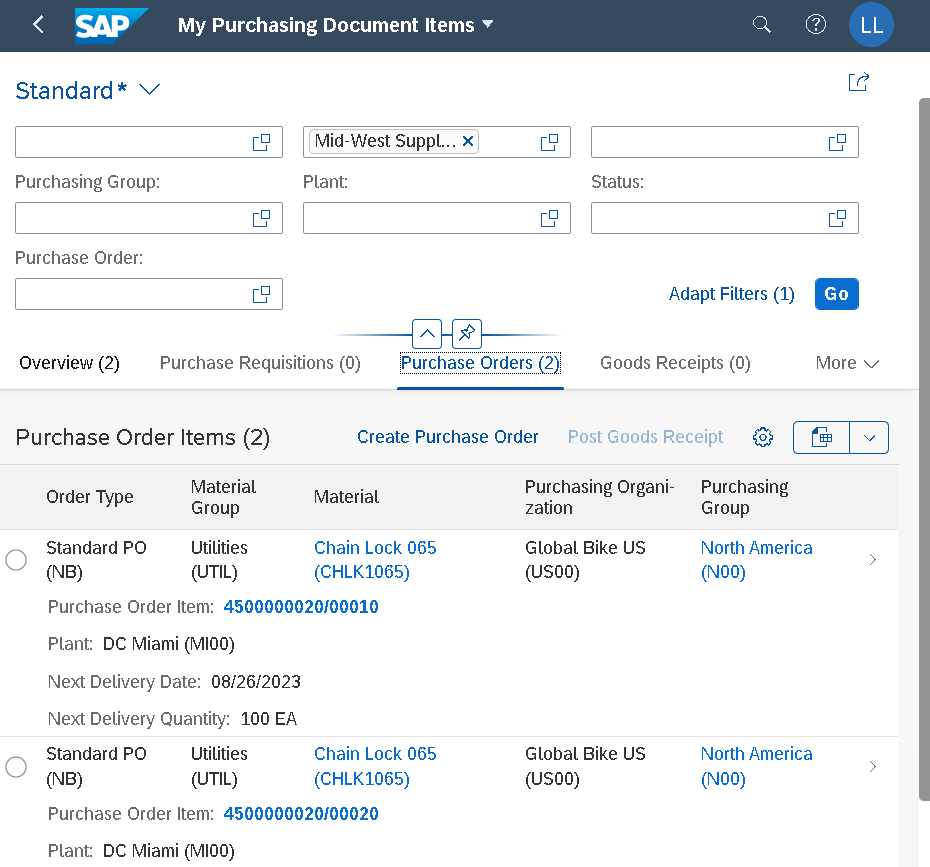 SAP My Purchasing Document Items LL
Standard*
Mid-West Suppl...
Purchasing Group: Plant: Status:
Purchase Order:
Adapt Filters (1) Go
Overview (2) Purchase Requisitions (0) Purchase Orders (2) Goods Receipts (0) More
Purchase Order Items (2) Create Purchase Order Post Goods Receipt
Order Type Material Group Material Purchasing Organi-zation Purchasing Group
Standard PO Utilities Chain Lock 065 Global Bike US North America
(NB) (UTIL) (CHLK1065) (US00) (N00)
Purchase Order Item: 4500000020/00010
Plant: DC Miami (MI00)
Next Delivery Date: 08/26/2023
Next Delivery Quantity: 100 EA
Standard PO Utilities Chain Lock 065 Global Bike US North America
(NB) (UTIL) (CHLK1065) (US00) (N00)
Purchase Order Item: 4500000020/00020
Plant: DC Miami (MI00)